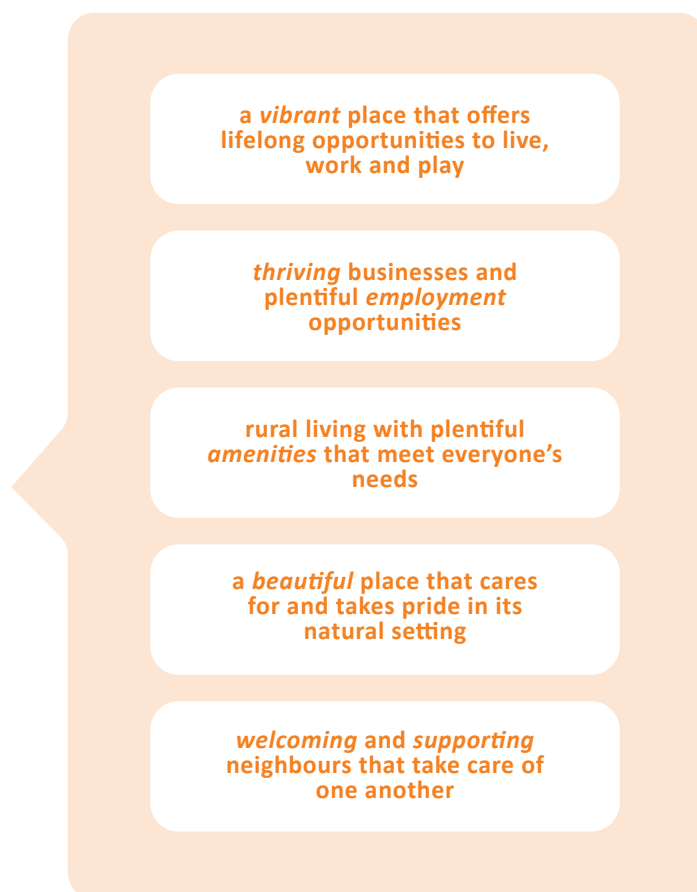 a vibrant place that offers
lifelong opportunities to live,
work and play
thriving businesses and
plentiful employment
opportunities
rural living with plentiful
amenities that meet everyone’s
needs
a beautiful place that cares
for and takes pride in its
natural setting
welcoming and supporting
neighbours that take care of
one another